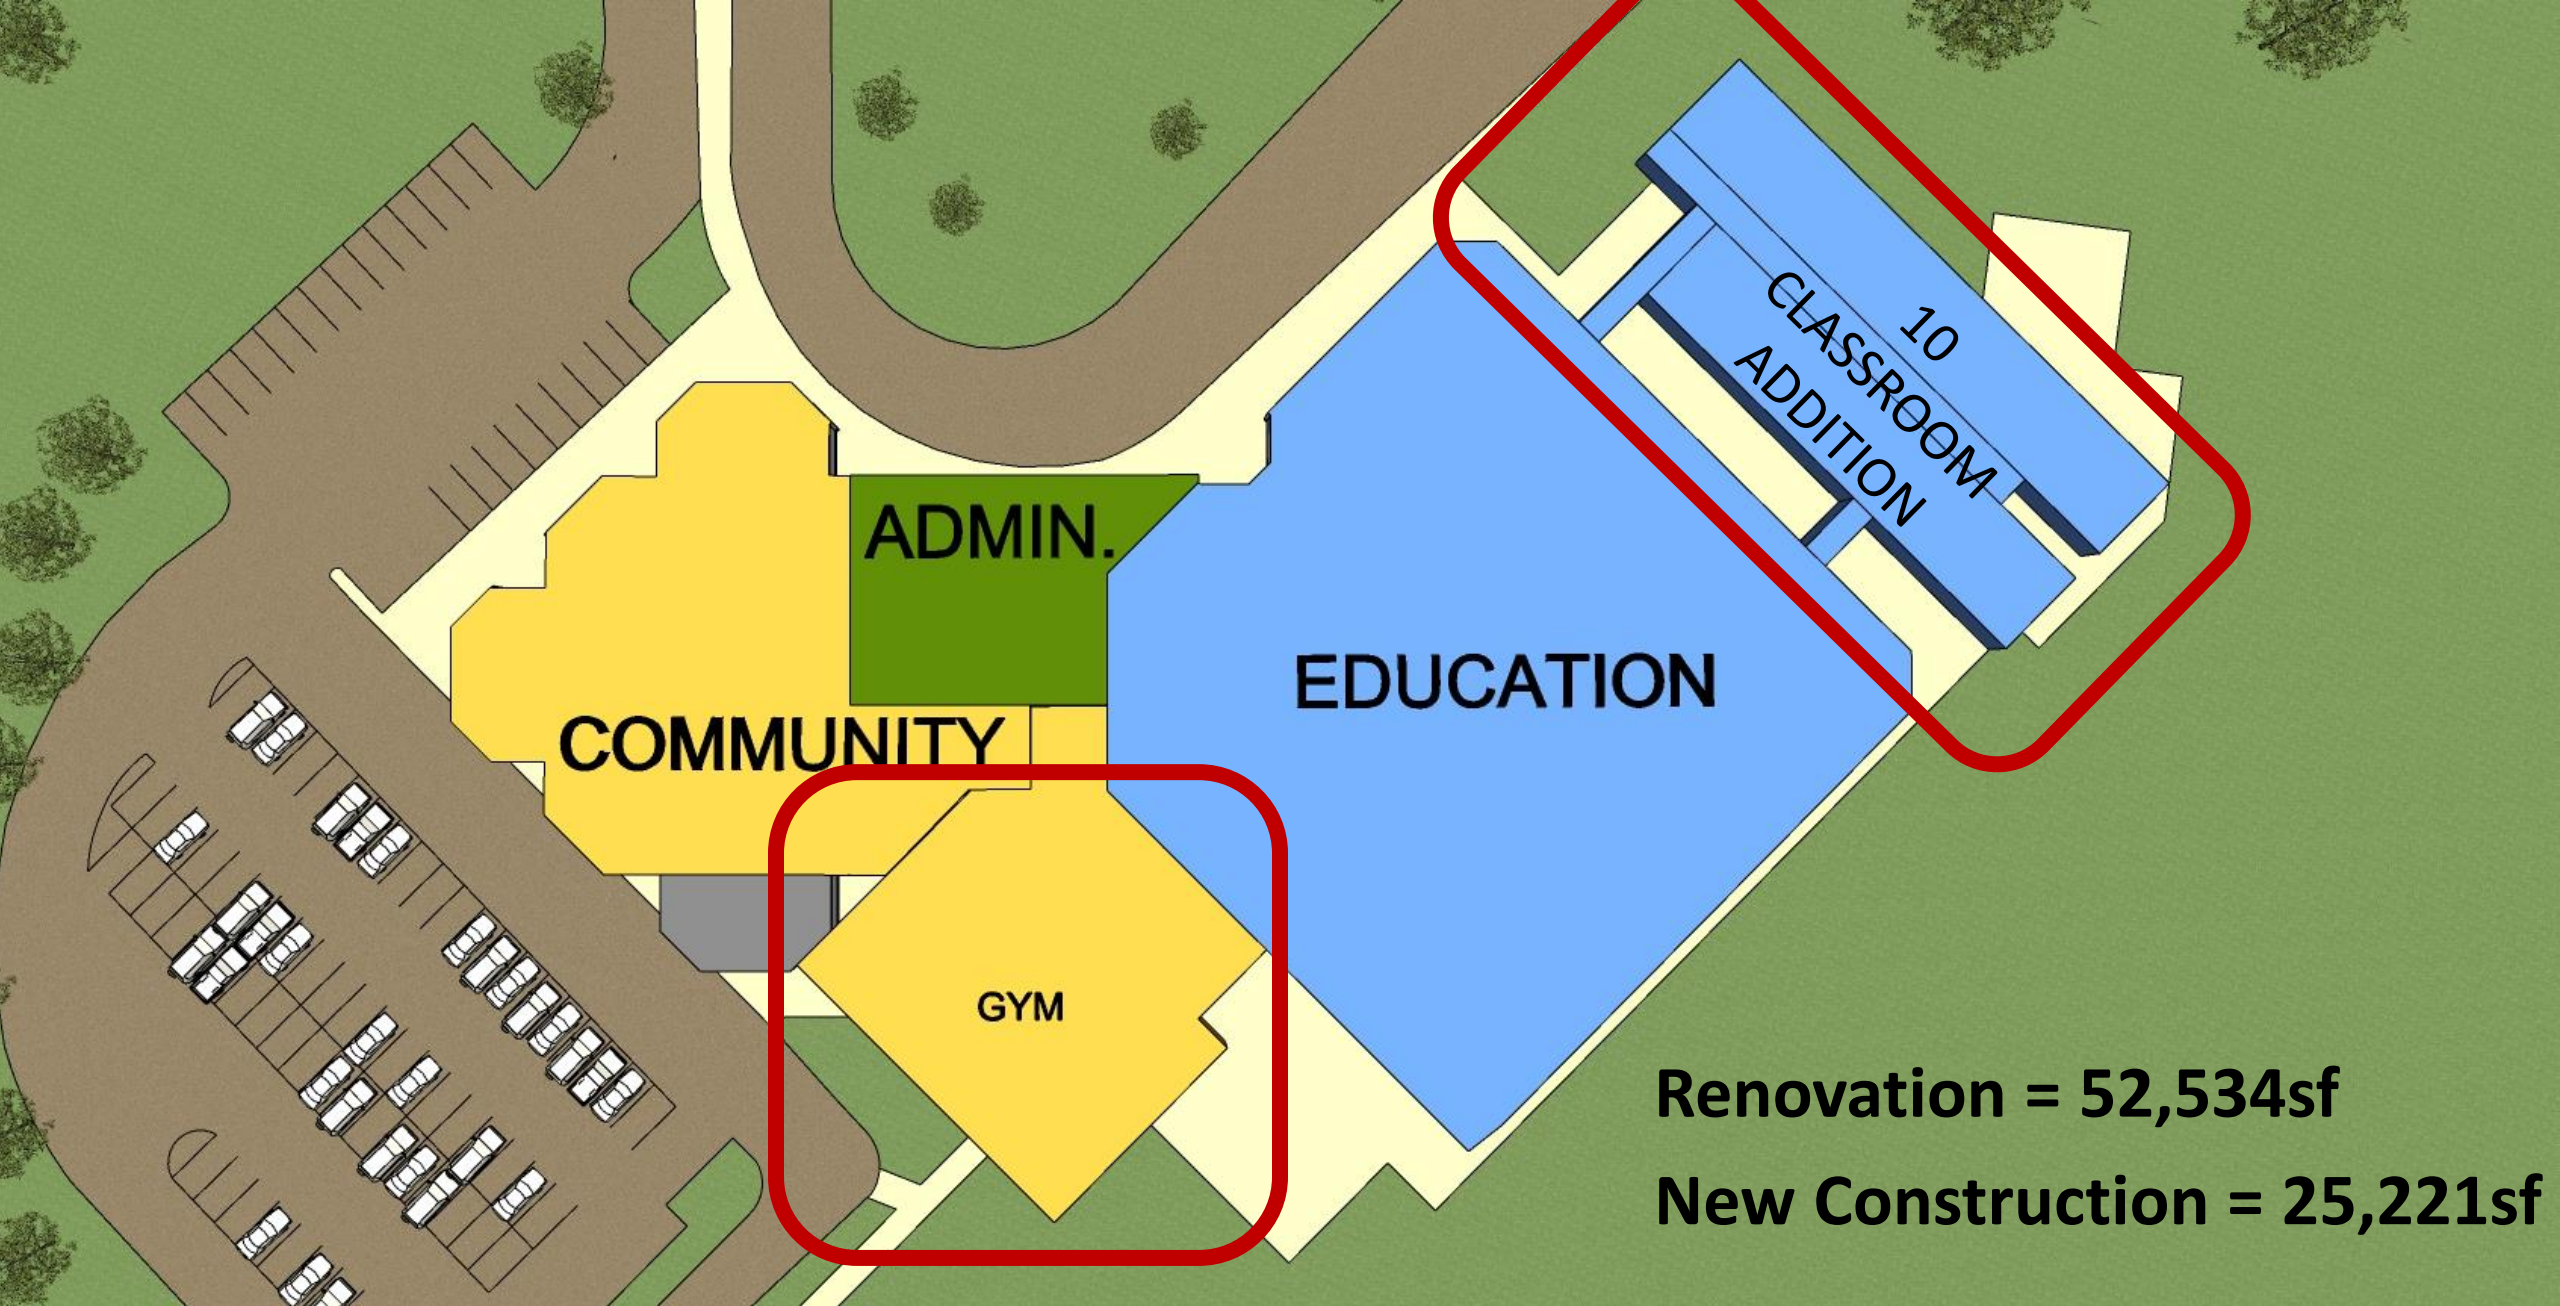 10
CLASSROOM
ADDITION
ADMIN.
EDUCATION
COMMUNITY
GYM
Renovation = 52,534sf
New Construction = 25,221sf